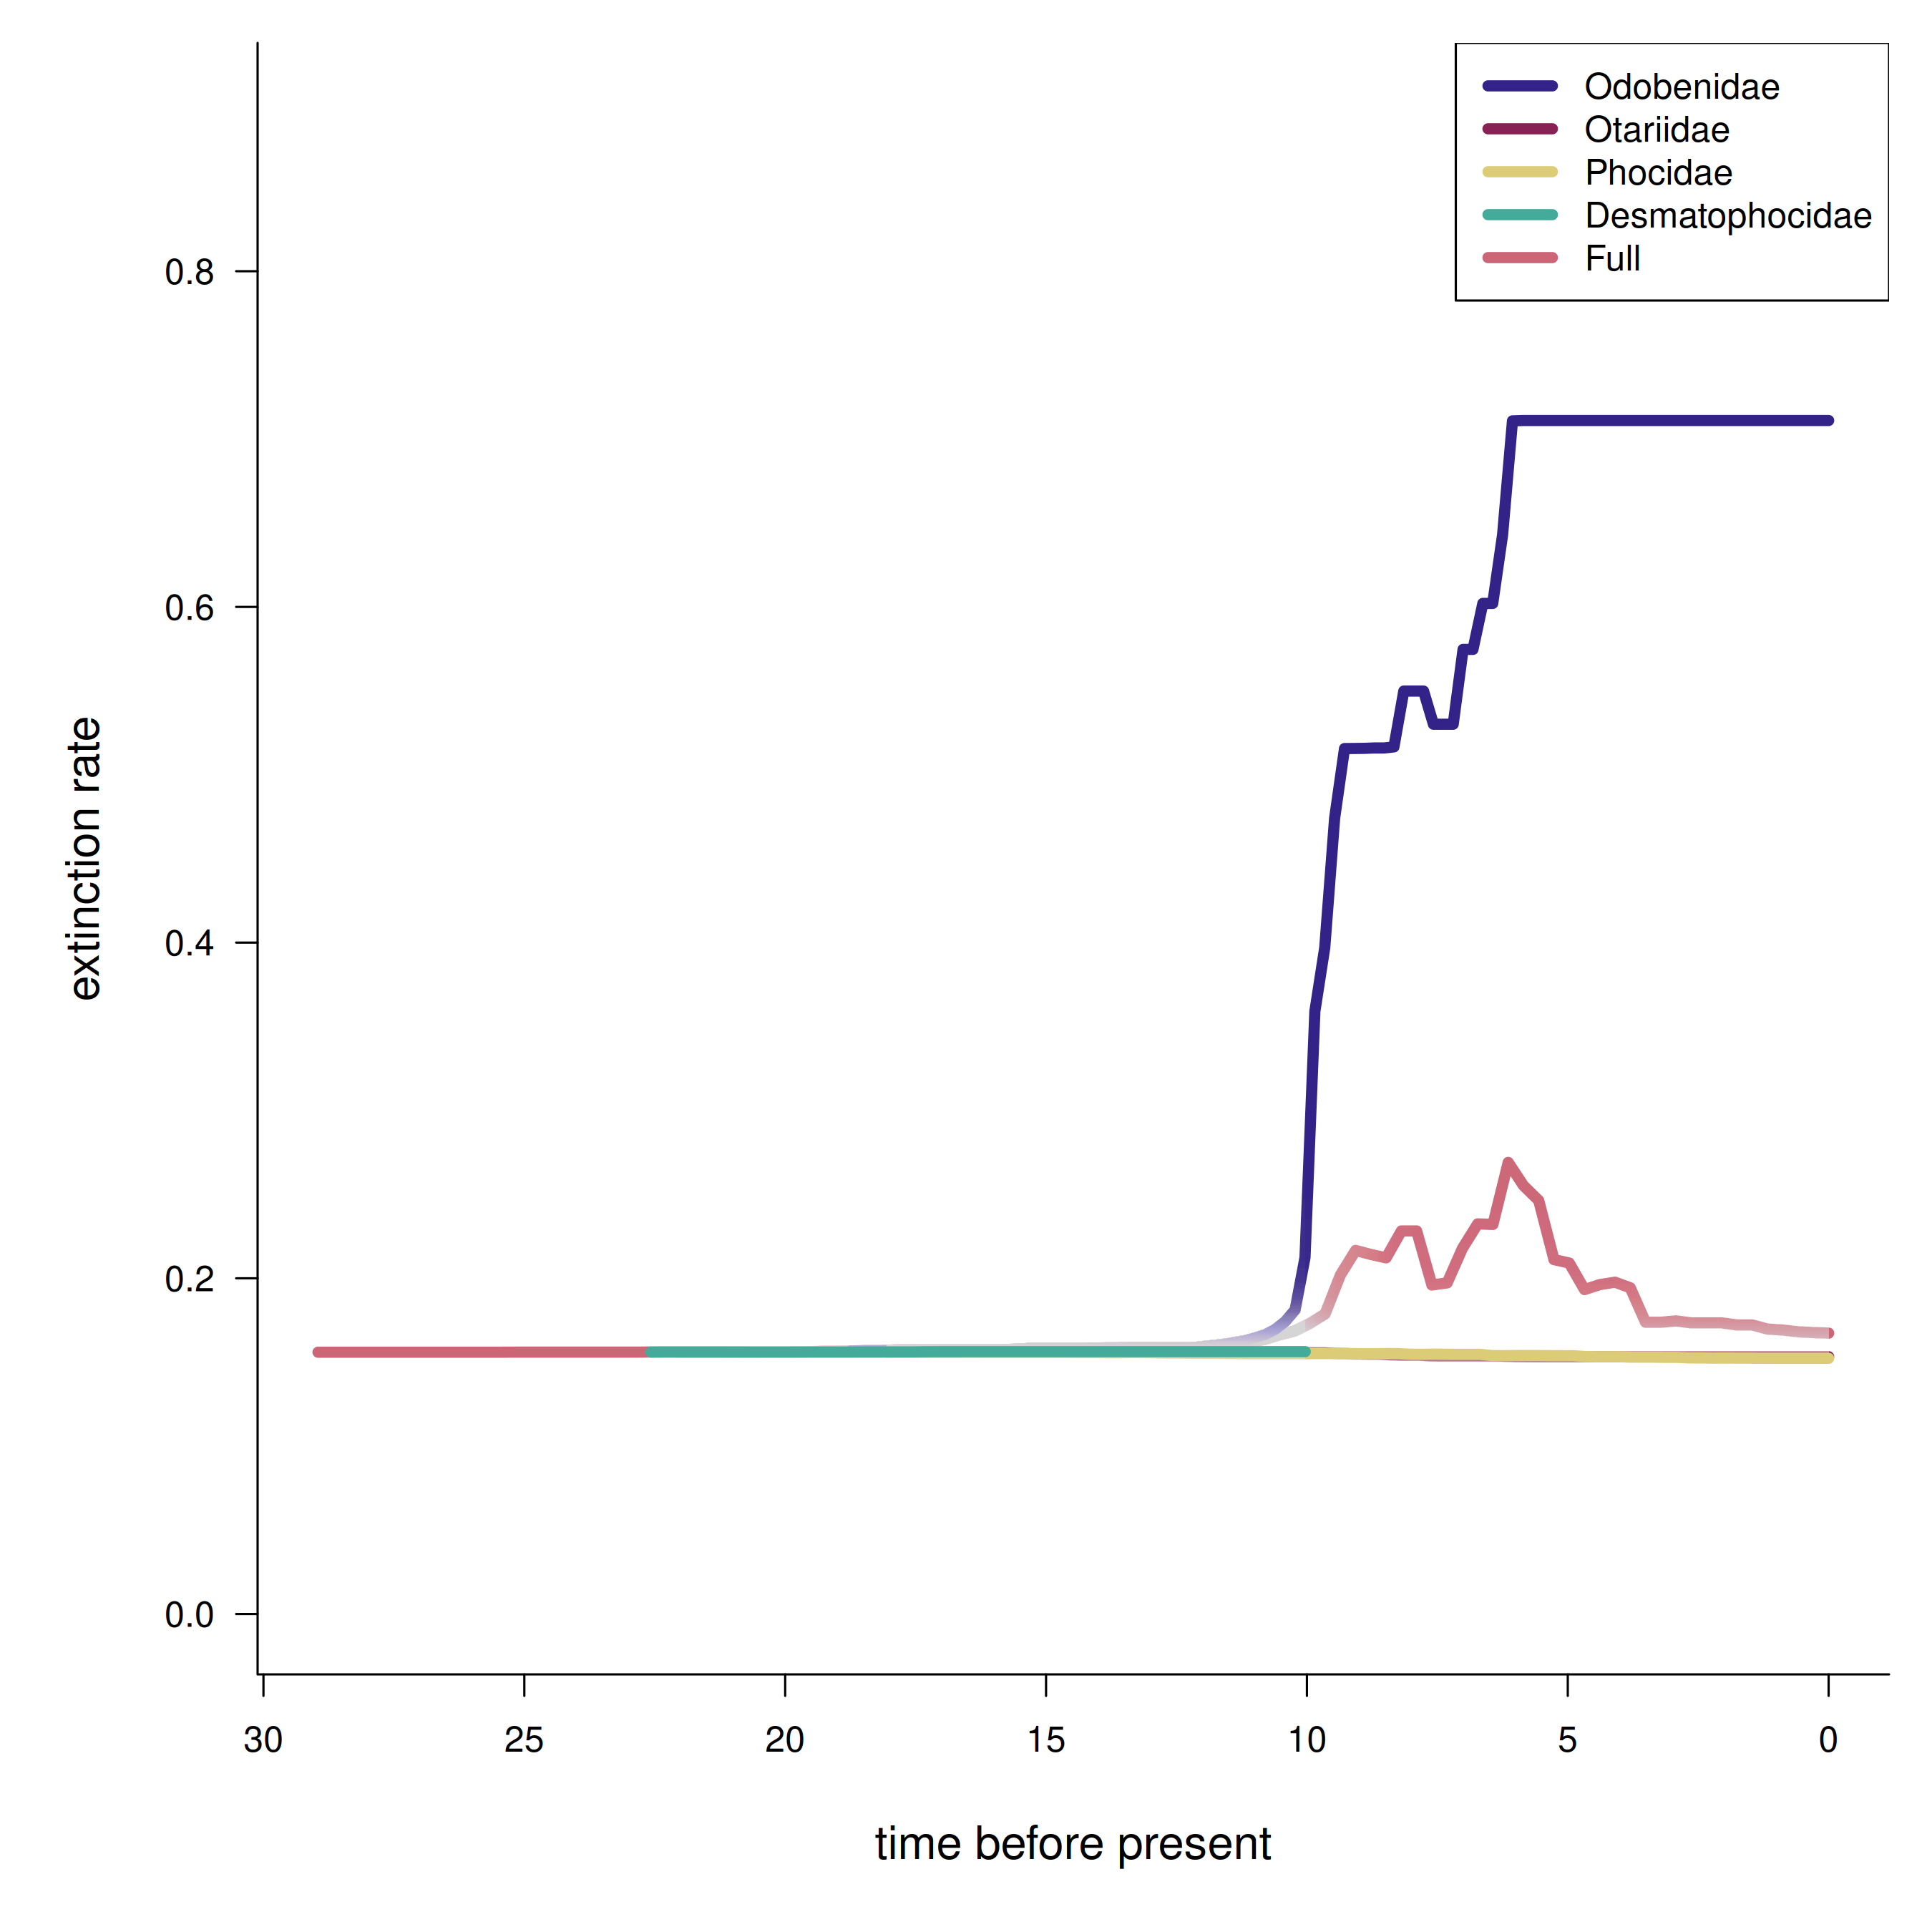 Odobenidae
Otariidae
Phocidae
Desmatophocidae
Full
0.8
0.6
0.4
0.2
0.0
extinction rate
30 25 20 15 10 5 0
time before present